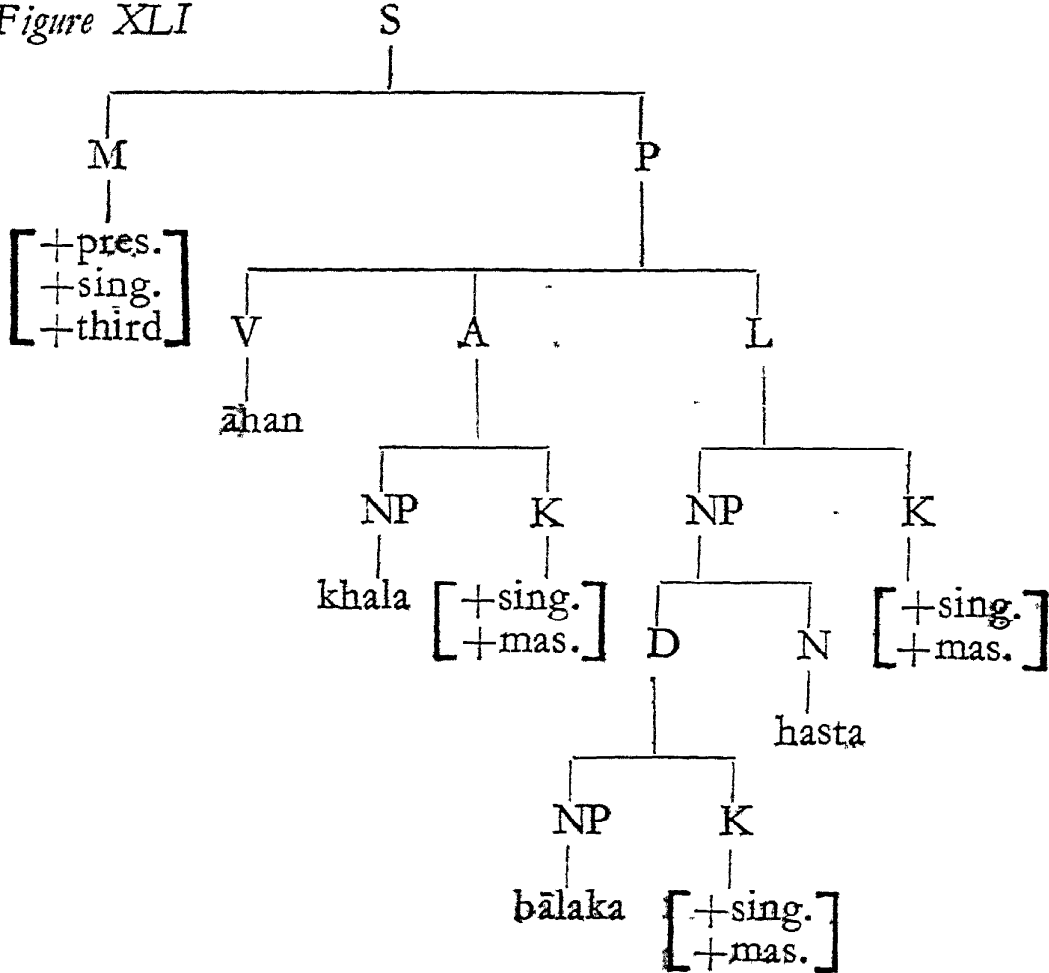 Figure XLI
S
M P
[+pres.
+sing.
+third]
V A L
āhan
NP K NP K
khala [+sing.
+mas.] [+sing.
+mas.]
D N
hasta
NP K
bālaka [+sing.
+mas.]